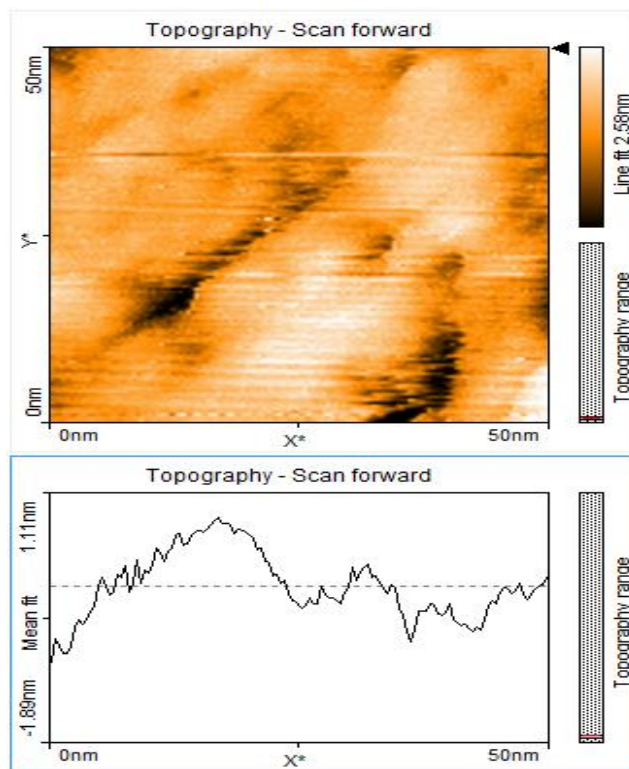 Topography - Scan forward
50nm
Y*
0nm
0nm
X*
50nm
Line fit 2.58nm
Topography range
Topography - Scan forward
1.11nm
Mean fit
-1.89nm
0nm
X*
50nm
Topography range